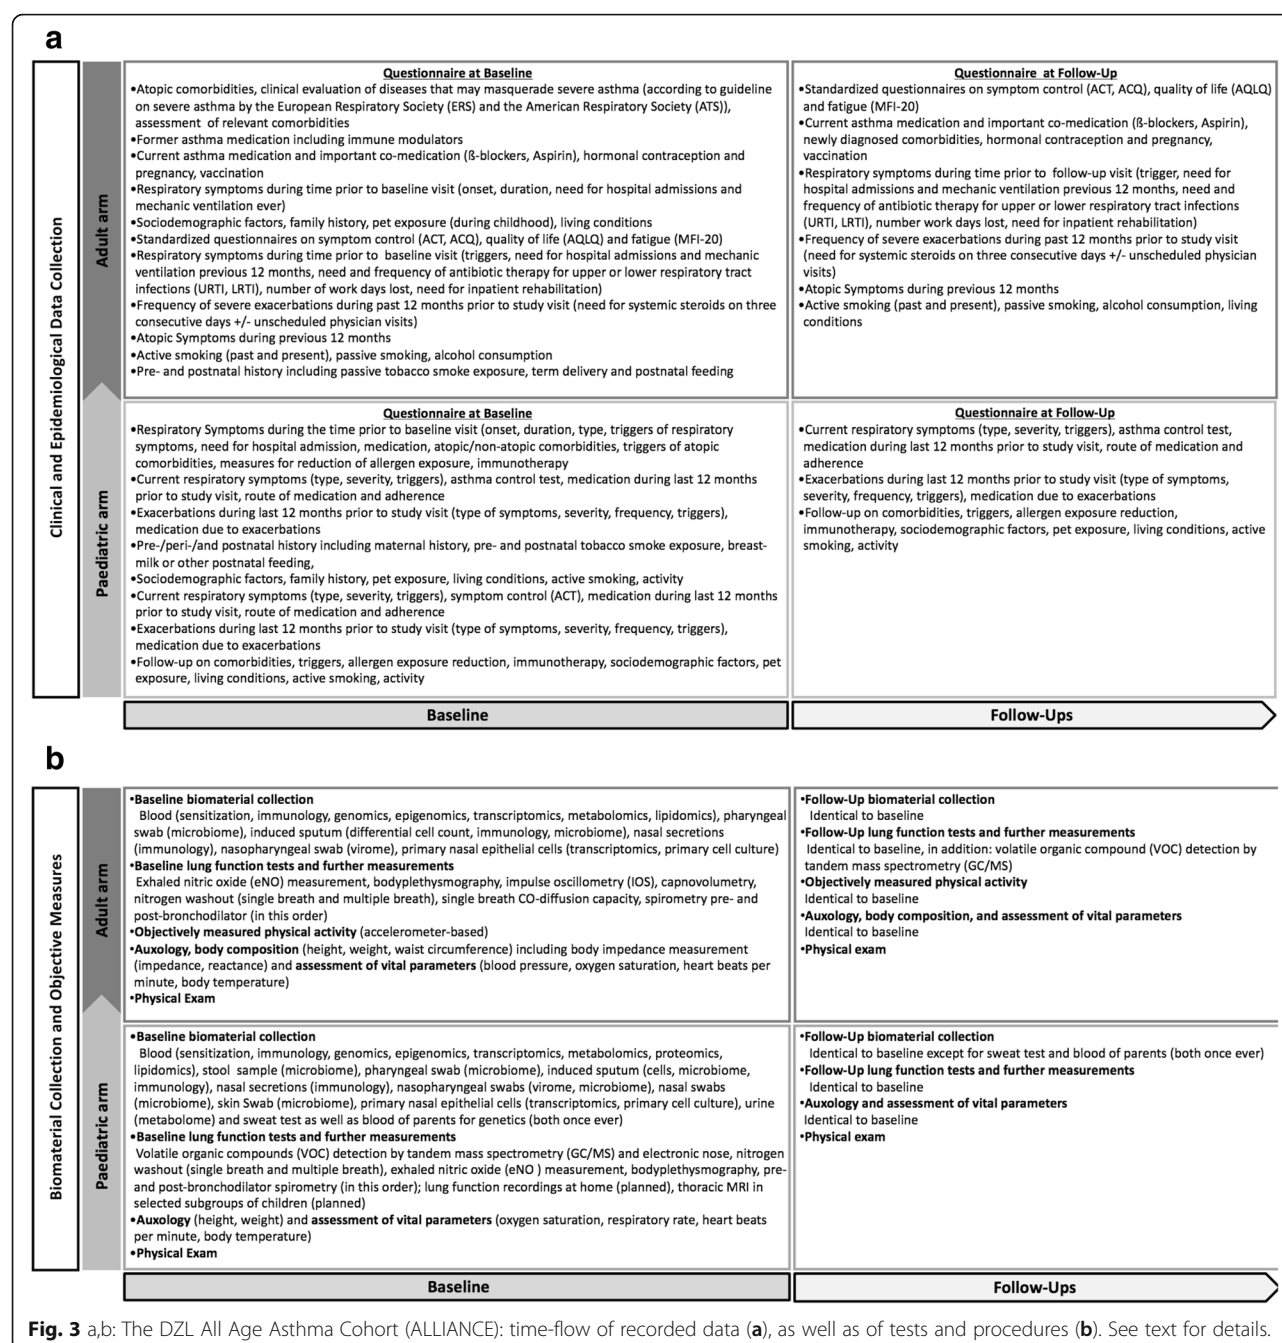 a
Clinical and Epidemiological Data Collection
Adult arm
Questionnaire at Baseline
•Atopic comorbidities, clinical evaluation of diseases that may masquerade severe asthma (according to guideline
on severe asthma by the European Respiratory Society (ERS) and the American Respiratory Society (ATS)),
assessment of relevant comorbidities
•Former asthma medication including immune modulators
•Current asthma medication and important co-medication (ß-blockers, Aspirin), hormonal contraception and
pregnancy, vaccination
•Respiratory symptoms during time prior to baseline visit (onset, duration, need for hospital admissions and
mechanic ventilation ever)
•Sociodemographic factors, family history, pet exposure (during childhood), living conditions
•Standardized questionnaires on symptom control (ACT, ACQ), quality of life (AQLQ) and fatigue (MFI-20)
•Respiratory symptoms during time prior to baseline visit (triggers, need for hospital admissions and mechanic
ventilation previous 12 months, need and frequency of antibiotic therapy for upper or lower respiratory tract
infections (URTI, LRTI), number of work days lost, need for inpatient rehabilitation)
•Frequency of severe exacerbations during past 12 months prior to study visit (need for systemic steroids on three
consecutive days +/- unscheduled physician visits)
•Atopic Symptoms during previous 12 months
•Active smoking (past and present), passive smoking, alcohol consumption
•Pre- and postnatal history including passive tobacco smoke exposure, term delivery and postnatal feeding
Questionnaire at Follow-Up
•Standardized questionnaires on symptom control (ACT, ACQ), quality of life (AQLQ)
and fatigue (MFI-20)
•Current asthma medication and important co-medication (ß-blockers, Aspirin),
newly diagnosed comorbidities, hormonal contraception and pregnancy,
vaccination
•Respiratory symptoms during time prior to follow-up visit (trigger, need for
hospital admissions and mechanic ventilation previous 12 months, need and
frequency of antibiotic therapy for upper or lower respiratory tract infections
(URTI, LRTI), number work days lost, need for inpatient rehabilitation)
•Frequency of severe exacerbations during past 12 months prior to study visit
(need for systemic steroids on three consecutive days +/- unscheduled physician
visits)
•Atopic Symptoms during previous 12 months
•Active smoking (past and present), passive smoking, alcohol consumption, living
conditions
Paediatric arm
Questionnaire at Baseline
•Respiratory Symptoms during the time prior to baseline visit (onset, duration, type, triggers of respiratory
symptoms, need for hospital admission, medication, atopic/non-atopic comorbidities, triggers of atopic
comorbidities, measures for reduction of allergen exposure, immunotherapy
•Current respiratory symptoms (type, severity, triggers), asthma control test, medication during last 12 months
prior to study visit, route of medication and adherence
•Exacerbations during last 12 months prior to study visit (type of symptoms, severity, frequency, triggers),
medication due to exacerbations
•Pre-/peri-/and postnatal history including maternal history, pre- and postnatal tobacco smoke exposure, breast-
milk or other postnatal feeding,
•Sociodemographic factors, family history, pet exposure, living conditions, active smoking, activity
•Current respiratory symptoms (type, severity, triggers), symptom control (ACT), medication during last 12 months
prior to study visit, route of medication and adherence
•Exacerbations during last 12 months prior to study visit (type of symptoms, severity, frequency, triggers),
medication due to exacerbations
•Follow-up on comorbidities, triggers, allergen exposure reduction, immunotherapy, sociodemographic factors, pet
exposure, living conditions, active smoking, activity
Questionnaire at Follow-Up
•Current respiratory symptoms (type, severity, triggers), asthma control test,
medication during last 12 months prior to study visit, route of medication and
adherence
•Exacerbations during last 12 months prior to study visit (type of symptoms,
severity, frequency, triggers), medication due to exacerbations
•Follow-up on comorbidities, triggers, allergen exposure reduction,
immunotherapy, sociodemographic factors, pet exposure, living conditions, active
smoking, activity
Baseline
Follow-Ups
b
Biomaterial Collection and Objective Measures
Adult arm
•Baseline biomaterial collection
Blood (sensitization, immunology, genomics, epigenomics, transcriptomics, metabolomics, lipidomics), pharyngeal
swab (microbiome), induced sputum (differential cell count, immunology, microbiome), nasal secretions
(immunology), nasopharyngeal swab (virome), primary nasal epithelial cells (transcriptomics, primary cell culture)
•Baseline lung function tests and further measurements
Exhaled nitric oxide (eNO) measurement, bodyplethysmography, impulse oscillometry (IOS), capnovolumetry,
nitrogen washout (single breath and multiple breath), single breath CO-diffusion capacity, spirometry pre- and
post-bronchodilator (in this order)
•Objectively measured physical activity (accelerometer-based)
•Auxology, body composition (height, weight, waist circumference) including body impedance measurement
(impedance, reactance) and assessment of vital parameters (blood pressure, oxygen saturation, heart beats per
minute, body temperature)
•Physical Exam
•Follow-Up biomaterial collection
Identical to baseline
•Follow-Up lung function tests and further measurements
Identical to baseline, in addition: volatile organic compound (VOC) detection by
tandem mass spectrometry (GC/MS)
•Objectively measured physical activity
Identical to baseline
•Auxology, body composition, and assessment of vital parameters
Identical to baseline
•Physical exam
Paediatric arm
•Baseline biomaterial collection
Blood (sensitization, immunology, genomics, epigenomics, transcriptomics, metabolomics, proteomics,
lipidomics), stool sample (microbiome), pharyngeal swab (microbiome), induced sputum (cells, microbiome,
immunology), nasal secretions (immunology), nasopharyngeal swabs (virome, microbiome), nasal swabs
(microbiome), skin Swab (microbiome), primary nasal epithelial cells (transcriptomics, primary cell culture), urine
(metabolome) and sweat test as well as blood of parents for genetics (both once ever)
•Baseline lung function tests and further measurements
Volatile organic compounds (VOC) detection by tandem mass spectrometry (GC/MS) and electronic nose, nitrogen
washout (single breath and multiple breath), exhaled nitric oxide (eNO ) measurement, bodyplethysmography, pre-
and post-bronchodilator spirometry (in this order); lung function recordings at home (planned), thoracic MRI in
selected subgroups of children (planned)
•Auxology (height, weight) and assessment of vital parameters (oxygen saturation, respiratory rate, heart beats
per minute, body temperature)
•Physical Exam
•Follow-Up biomaterial collection
Identical to baseline except for sweat test and blood of parents (both once ever)
•Follow-Up lung function tests and further measurements
Identical to baseline
•Auxology and assessment of vital parameters
Identical to baseline
•Physical exam
Baseline
Follow-Ups
Fig. 3 a,b: The DZL All Age Asthma Cohort (ALLIANCE): time-flow of recorded data (a), as well as of tests and procedures (b). See text for details.